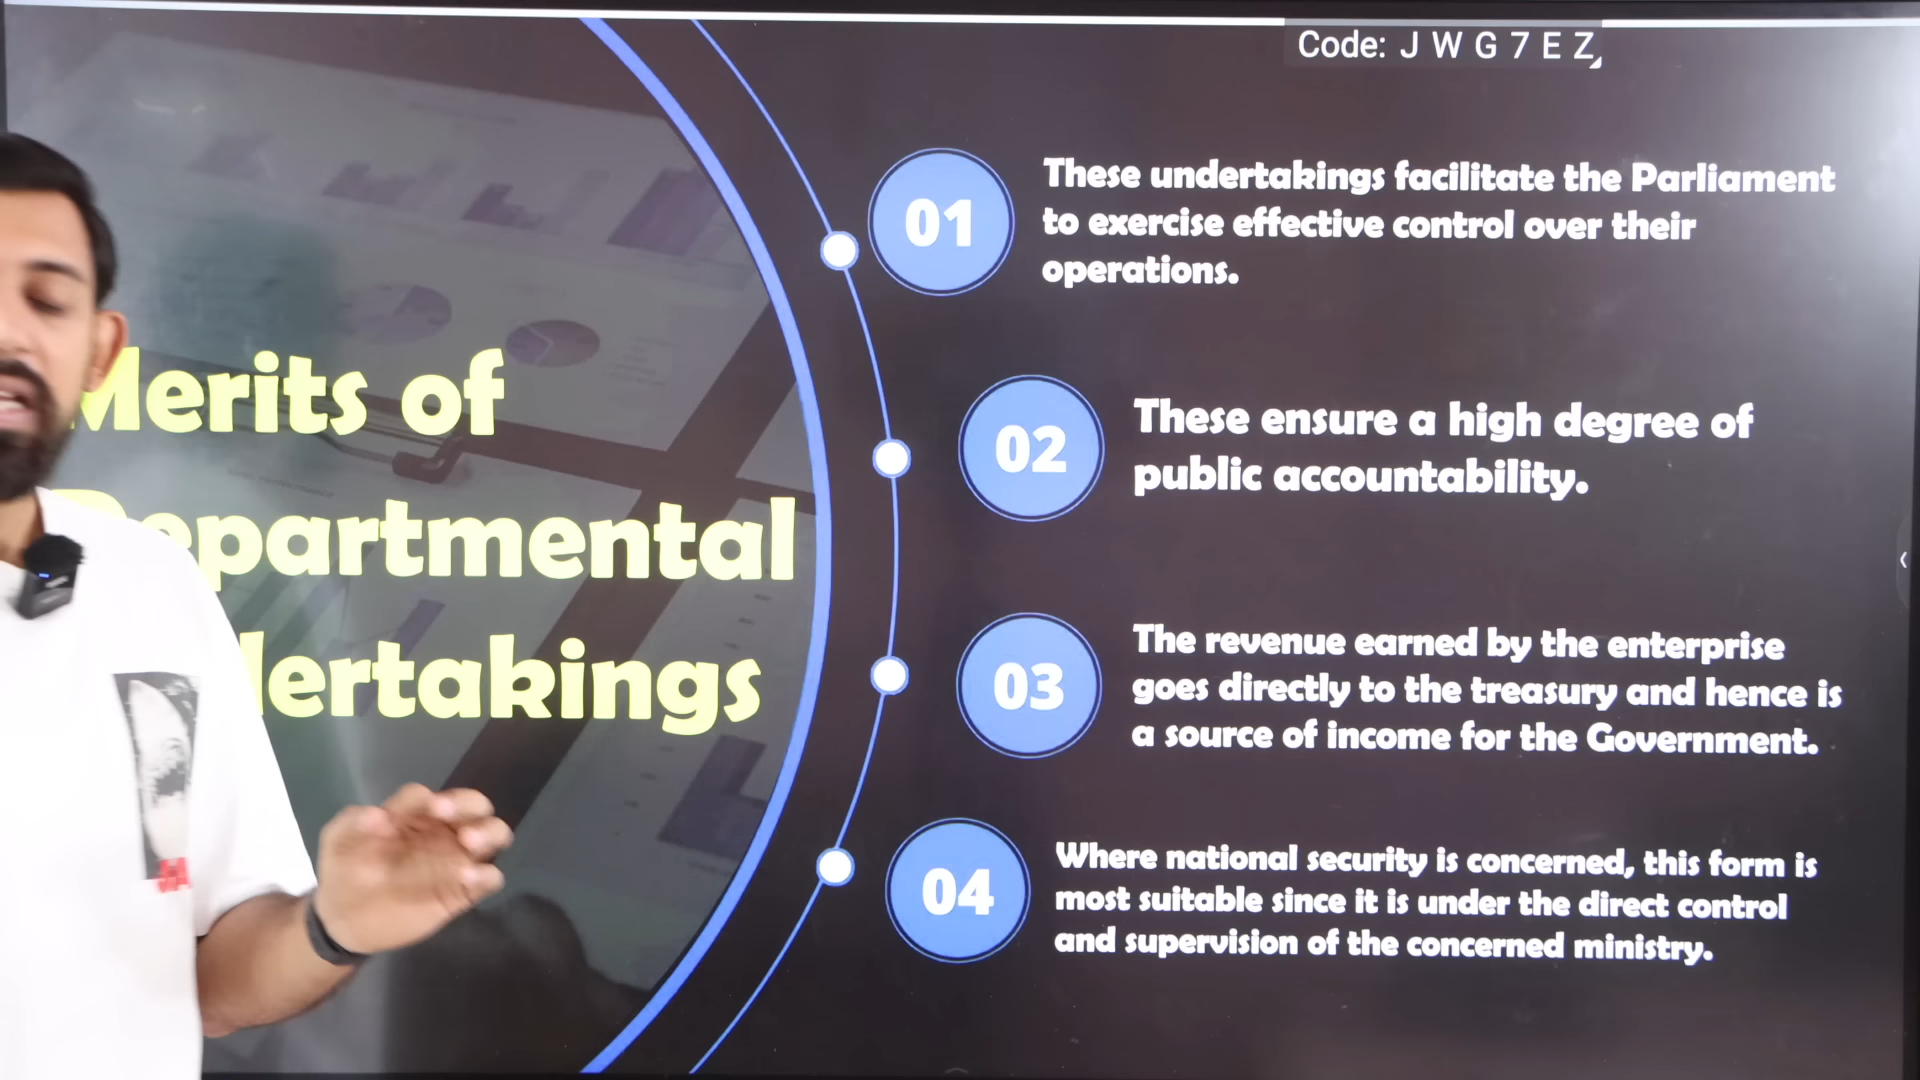 Code: J W G 7 E Z
Merits of
Departmental
dertakings
01
These undertakings facilitate the Parliament
to exercise effective control over their
operations.
02
These ensure a high degree of
public accountability.
03
The revenue earned by the enterprise
goes directly to the treasury and hence is
a source of income for the Government.
04
Where national security is concerned, this form is
most suitable since it is under the direct control
and supervision of the concerned ministry.